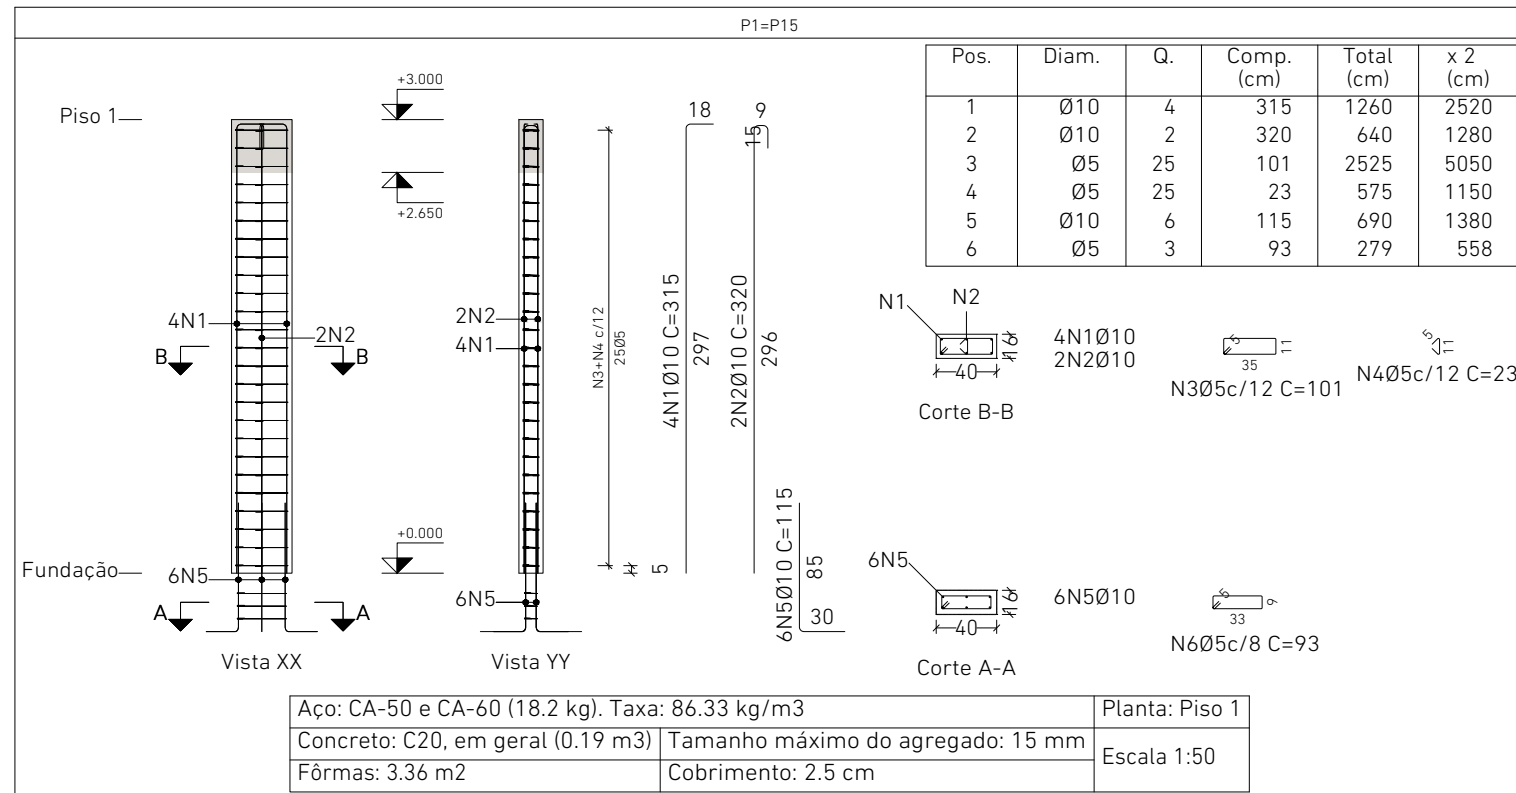 P1=P15
Pos. Diam. Q. Comp. (cm) Total (cm) x 2 (cm)
1 Ø10 4 315 1260 2520
2 Ø10 2 320 640 1280
3 Ø5 25 101 2525 5050
4 Ø5 25 23 575 1150
5 Ø10 6 115 690 1380
6 Ø5 3 93 279 558
Piso 1
+3.000
+2.650
+0.000
Fundação
4N1
2N2
B
B
6N5
A
A
Vista XX
2N2
4N1
6N5
Vista YY
N3+N4 c/12
25Ø5
5
18
4N1Ø10 C=315
297
9
15
2N2Ø10 C=320
296
6N5Ø10 C=115
85
30
N1
N2
16
40
4N1Ø10
2N2Ø10
Corte B-B
5
11
35
N3Ø5c/12 C=101
5
11
N4Ø5c/12 C=23
6N5
16
40
6N5Ø10
Corte A-A
5
9
33
N6Ø5c/8 C=93
Aço: CA-50 e CA-60 (18.2 kg). Taxa: 86.33 kg/m3
Planta: Piso 1
Concreto: C20, em geral (0.19 m3)
Tamanho máximo do agregado: 15 mm
Escala 1:50
Fôrmas: 3.36 m2
Cobrimento: 2.5 cm